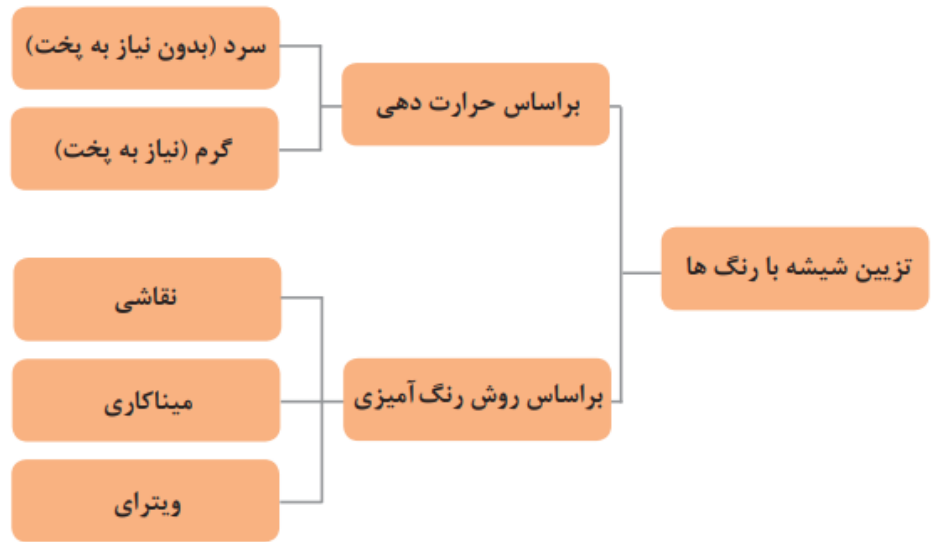 تزیین شیشه با رنگ ها
براساس حرارت دهی
سرد (بدون نیاز به پخت)
گرم (نیاز به پخت)
براساس روش رنگ آمیزی
نقاشی
میناکاری
ویترای